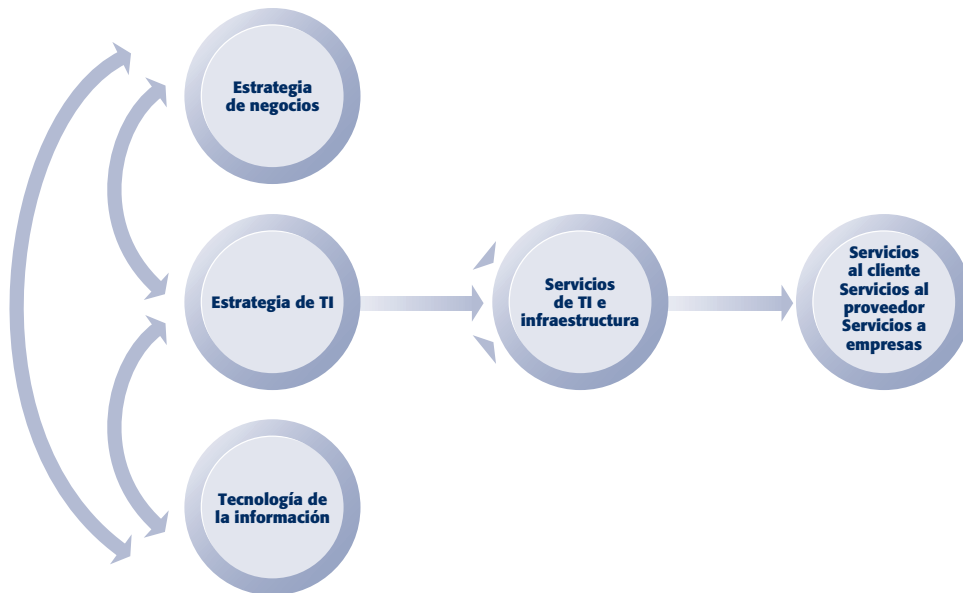 Estrategia
de negocios
Estrategia de TI
Servicios
de TI e
infraestructura
Servicios
al cliente
Servicios al
proveedor
Servicios a
empresas
Tecnología de
la información